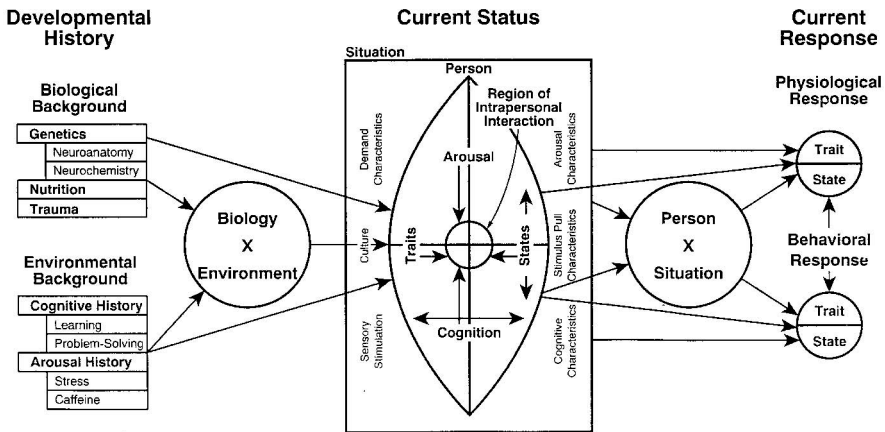 Developmental
History
Current Status
Current
Response
Biological
Background
Genetics
Neuroanatomy
Neurochemistry
Nutrition
Trauma
Environmental
Background
Cognitive History
Learning
Problem-Solving
Arousal History
Stress
Caffeine
Biology
X
Environment
Situation
Person
Region of
Intrapersonal
Interaction
Demand
Characteristics
Culture
Sensory
Stimulation
Arousal
Traits
States
Cognition
Arousal
Characteristics
Stimulus Pull
Characteristics
Cognitive
Characteristics
Person
X
Situation
Physiological
Response
Trait
State
Behavioral
Response
Trait
State